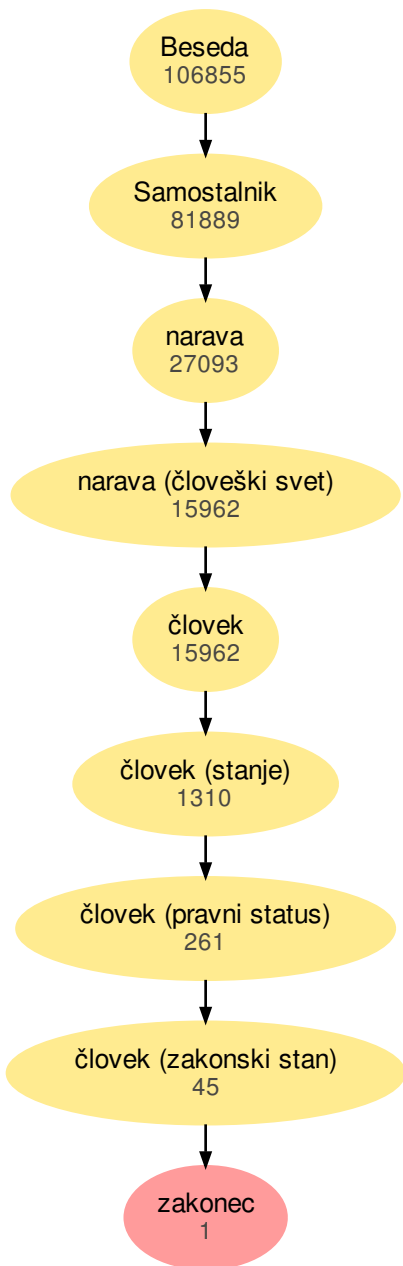 Beseda
106855
Samostalnik
81889
narava
27093
narava (človeški svet)
15962
človek
15962
človek (stanje)
1310
človek (pravni status)
261
človek (zakonski stan)
45
zakonec
1